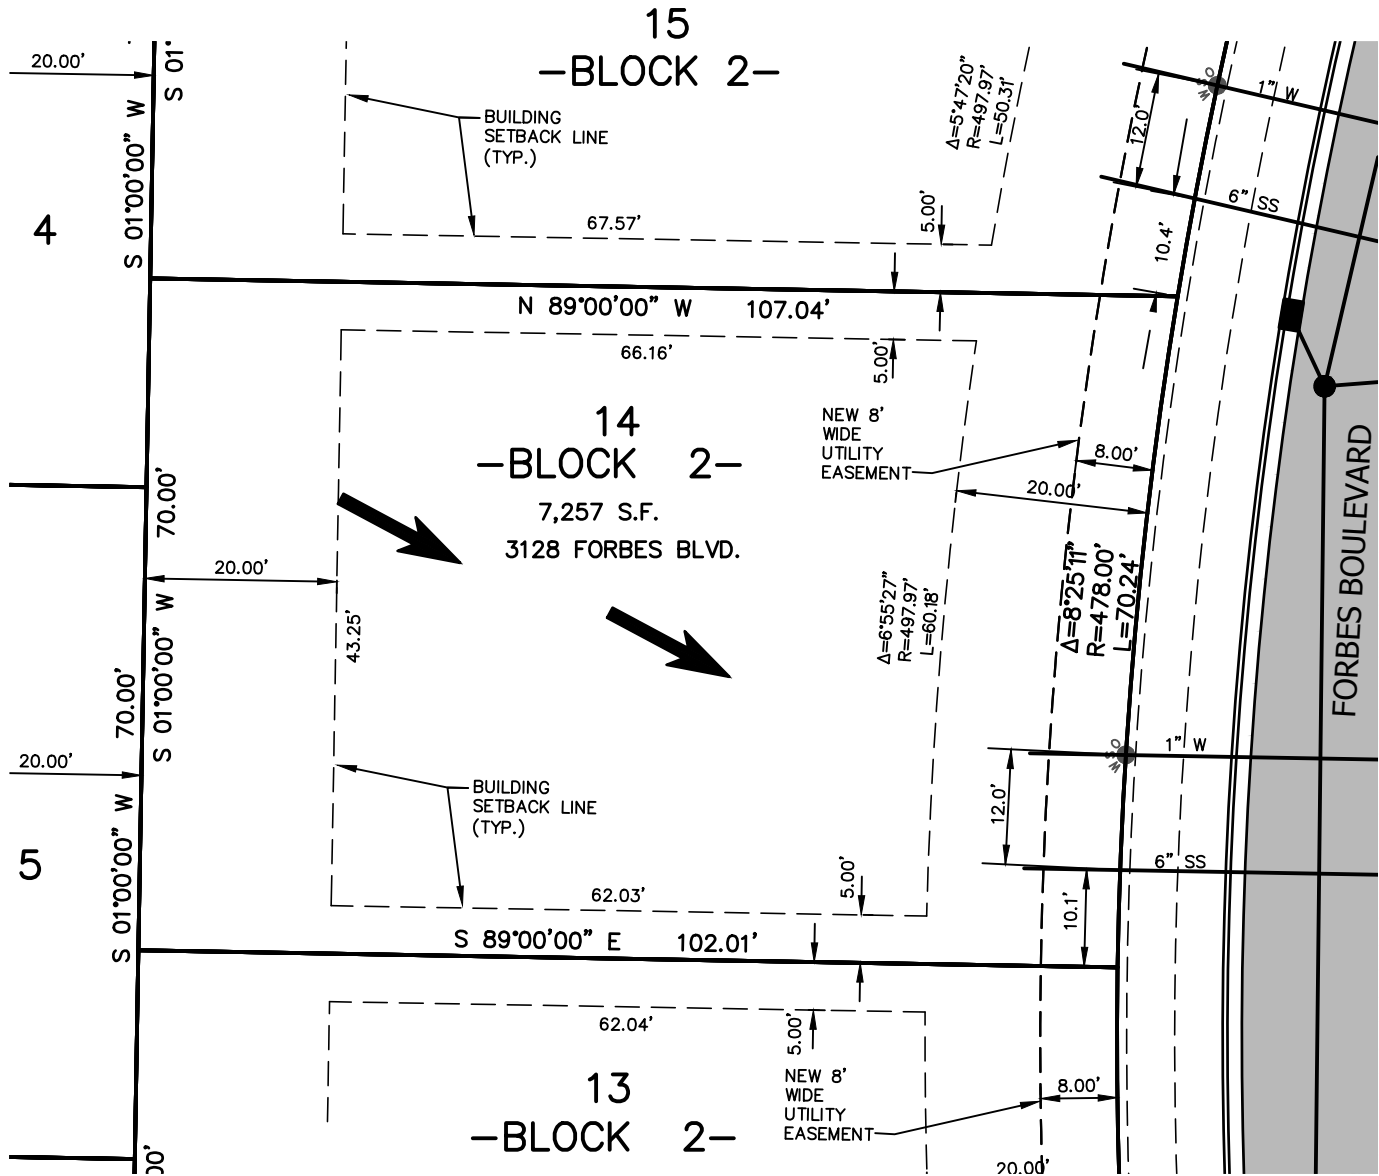 15
-BLOCK 2-
20.00'
S 01°
S 01°00'00" W
BUILDING
SETBACK LINE
(TYP.)
Δ=5°47'20"
R=497.97'
L=50.31'
12.0'
O
S
W
1" W
6" SS
4
67.57'
5.00'
10.4'
N 89°00'00" W 107.04'
66.16'
5.00'
14
-BLOCK 2-
7,257 S.F.
3128 FORBES BLVD.
NEW 8'
WIDE
UTILITY
EASEMENT
8.00'
20.00'
FORBES BOULEVARD
70.00'
S 01°00'00" W
20.00'
43.25'
Δ=6°55'27"
R=497.97'
L=60.18'
Δ=8°25'11"
R=478.00'
L=70.24'
70.00'
S 01°00'00" W
20.00'
O
S
W
1" W
BUILDING
SETBACK LINE
(TYP.)
12.0'
6" SS
5
62.03'
5.00'
10.1'
S 89°00'00" E 102.01'
62.04'
5.00'
13
-BLOCK 2-
NEW 8'
WIDE
UTILITY
EASEMENT
8.00'
20.00'
00'